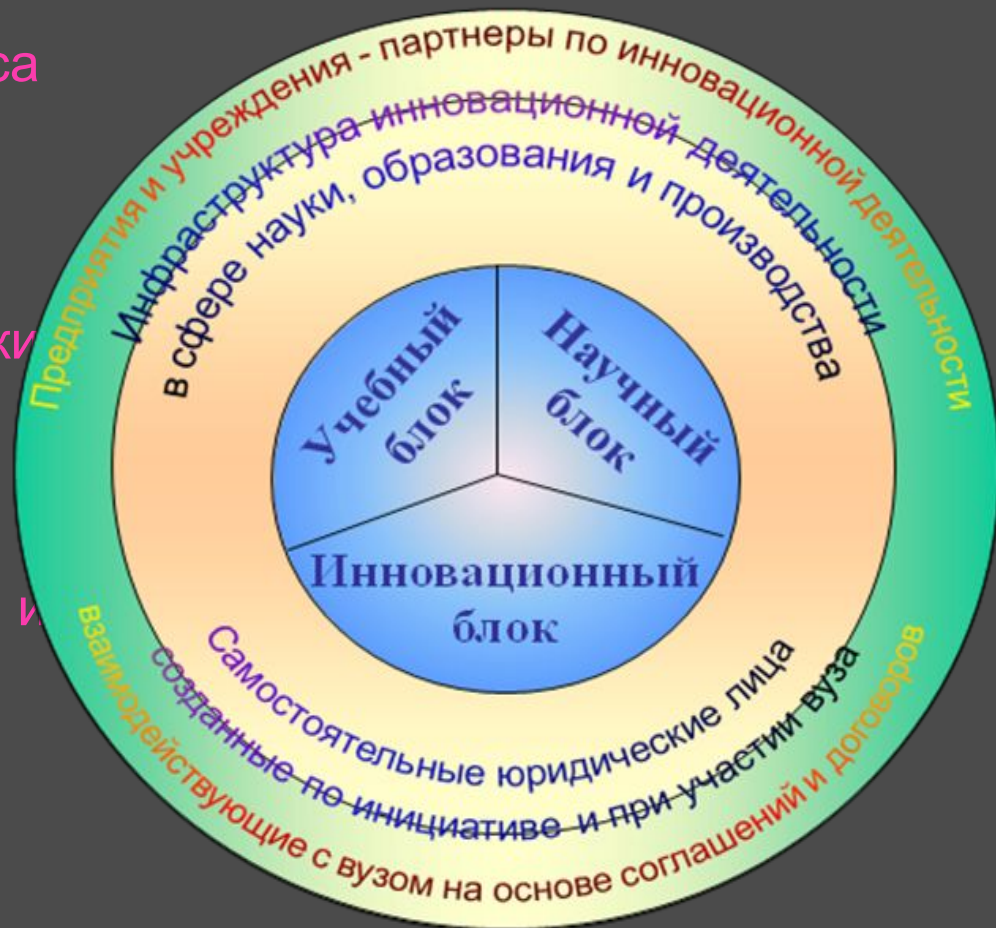 са
Предприятия и учреждения - партнеры по инновационной деятельности
Инфраструктура инновационной деятельности
в сфере науки, образования и производства
ки
Учебный
блок
Научный
блок
Инновационный
блок
и
Самостоятельные юридические лица
созданные по инициативе и при участии вуза
взаимодействующие с вузом на основе соглашений и договоров